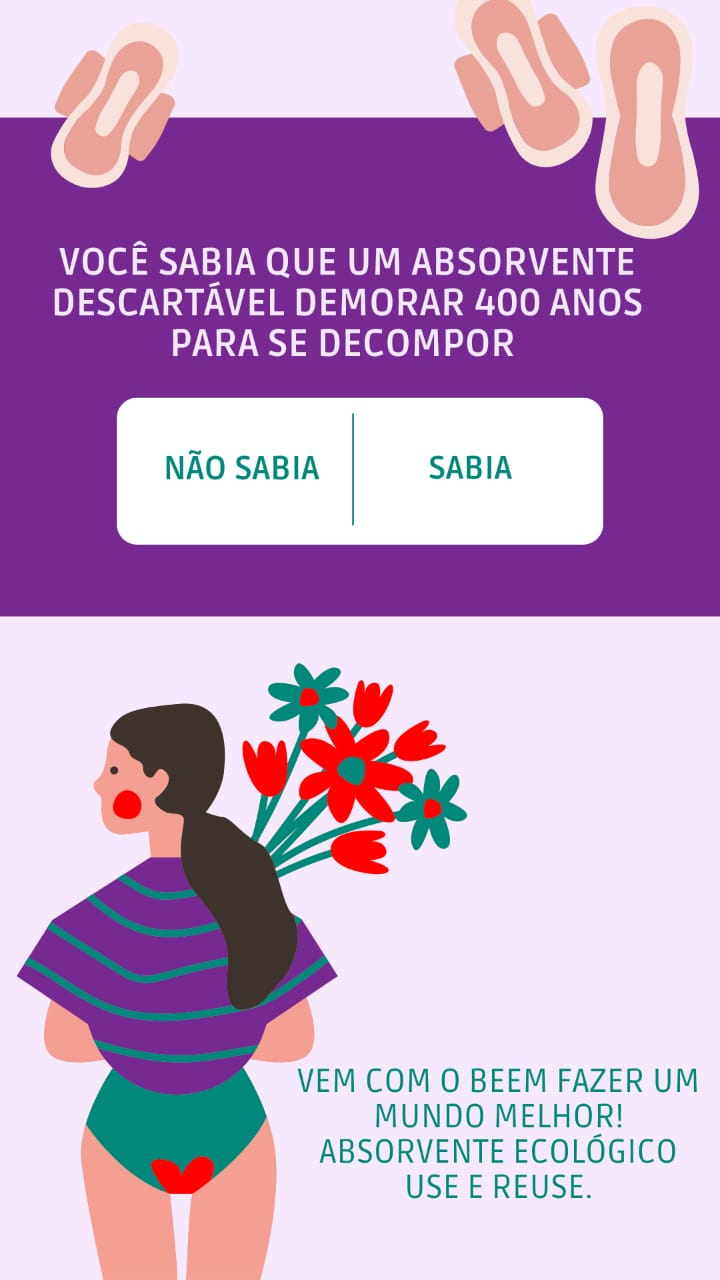 VOCÊ SABIA QUE UM ABSORVENTE
DESCARTÁVEL DEMORAR 400 ANOS
PARA SE DECOMPOR
NÃO SABIA
SABIA
VEM COM O BEEM FAZER UM
MUNDO MELHOR!
ABSORVENTE ECOLÓGICO
USE E REUSE.